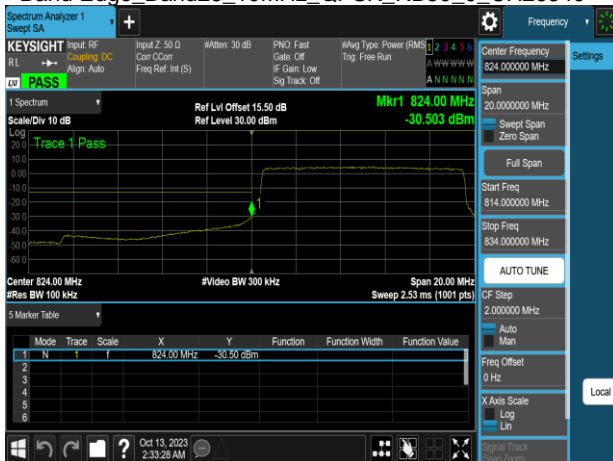 Spectrum Analyzer 1
Swept SA
+
Frequency
KEYSIGHT
RL
Input: RF
Coupling: DC
Align: Auto
Input Z: 50 Ω
Corr CCorr
Freq Ref: Int (S)
#Atten: 30 dB
PNO: Fast
Gate: Off
IF Gain: Low
Sig Track: Off
#Avg Type: Power (RMS
Trig: Free Run
1 2 3 4 5 6
A W W W W W
A N N N N N
LXI PASS
1 Spectrum
Scale/Div 10 dB
Ref Lvl Offset 15.50 dB
Ref Level 30.00 dBm
Mkr1 824.00 MHz
-30.503 dBm
Log
Trace 1 Pass
20.0
10.0
0.00
-10.0
-20.0
-30.0
-40.0
-50.0
-60.0
1
Center 824.00 MHz
#Res BW 100 kHz
#Video BW 300 kHz
Span 20.00 MHz
Sweep 2.53 ms (1001 pts)
5 Marker Table
Mode Trace Scale X Y Function Function Width Function Value
1 N 1 f 824.00 MHz -30.50 dBm
2
3
4
5
6
Oct 13, 2023
2:33:28 AM
?
Center Frequency
824.000000 MHz
Span
20.0000000 MHz
Swept Span
Zero Span
Full Span
Start Freq
814.000000 MHz
Stop Freq
834.000000 MHz
AUTO TUNE
CF Step
2.000000 MHz
Auto
Man
Freq Offset
0 Hz
X Axis Scale
Log
Lin
Signal Track
(Span Zoom)
Settings
Local